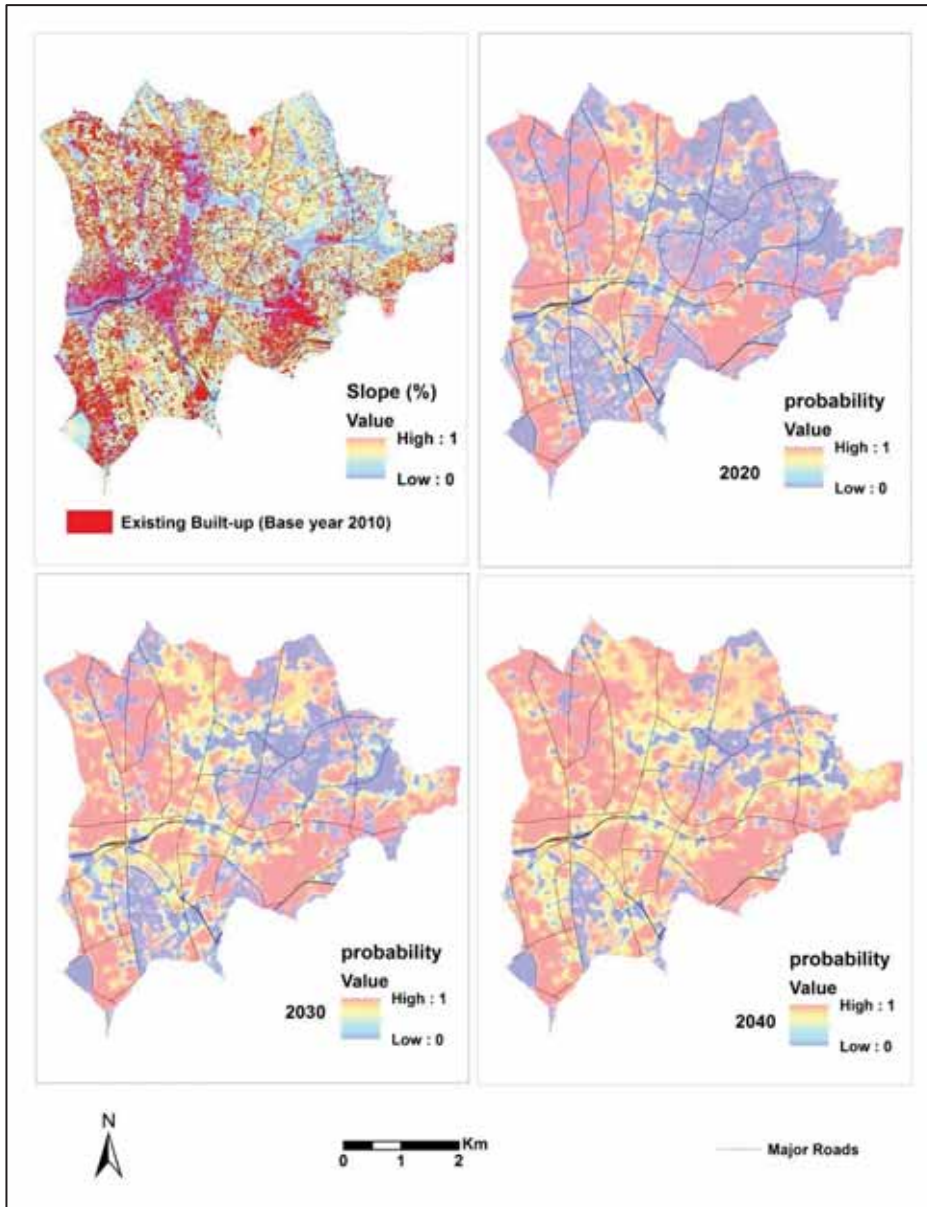 Slope (%)
Value
High : 1
Low : 0
Existing Built-up (Base year 2010)
probability
Value
High : 1
2020
Low : 0
probability
Value
High : 1
2030
Low : 0
probability
Value
High : 1
2040
Low : 0
N
Km
0 1 2
Major Roads